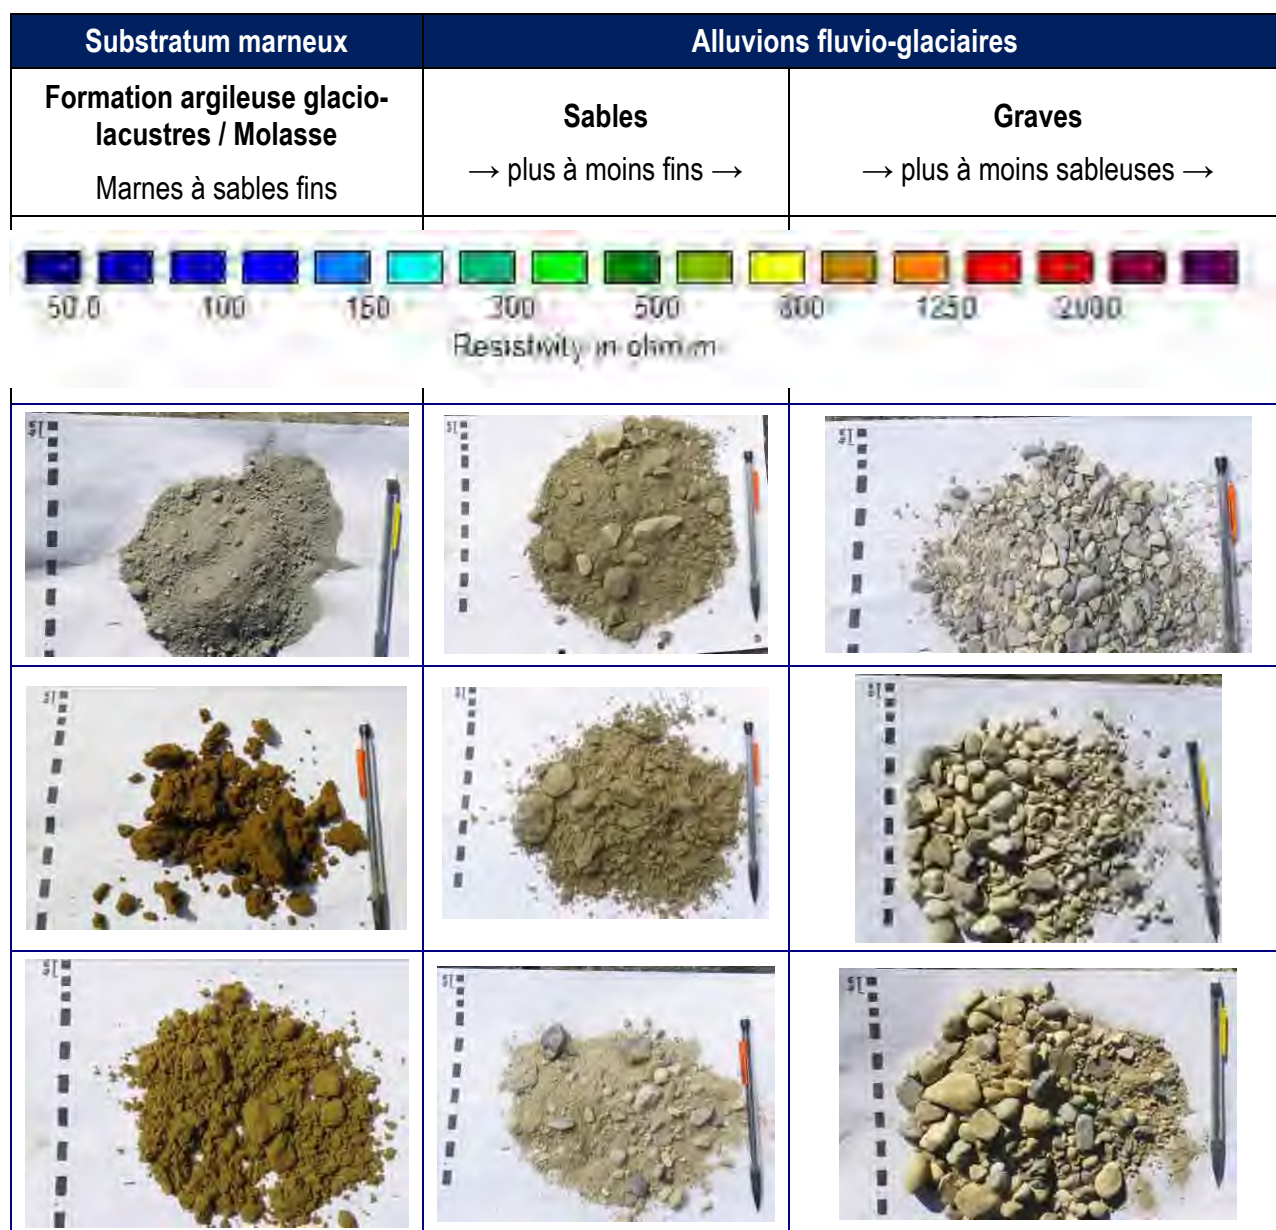 Substratum marneux
Alluvions fluvio-glaciaires
Formation argileuse glacio-
lacustres / Molasse
Marnes à sables fins
Sables
→ plus à moins fins →
Graves
→ plus à moins sableuses →
50.0 100 150 300 500 800 1250 2000
Resistivity in ohm.m